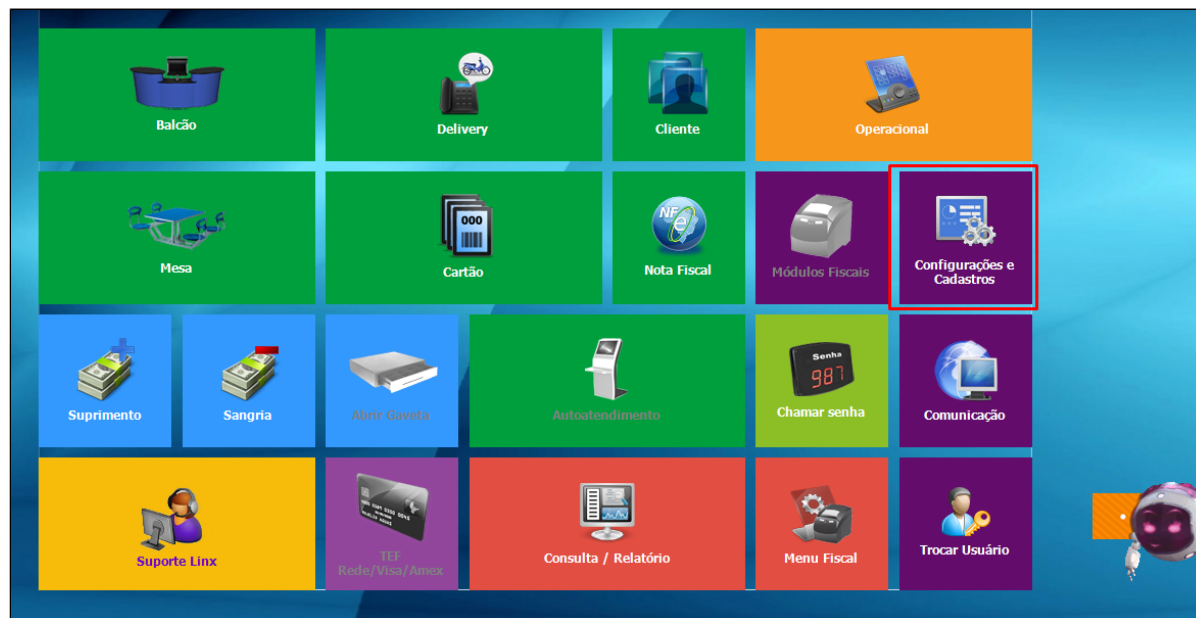 Balcão
Delivery
Cliente
Operacional
Mesa
000
Cartão
NF
e
Nota Fiscal
Módulos Fiscais
Configurações e
Cadastros
Suprimento
Sangria
Abrir Gaveta
Autoatendimento
Senha
987
Chamar senha
Comunicação
Suporte Linx
TEF
Rede/Visa/Amex
Consulta / Relatório
Menu Fiscal
Trocar Usuário